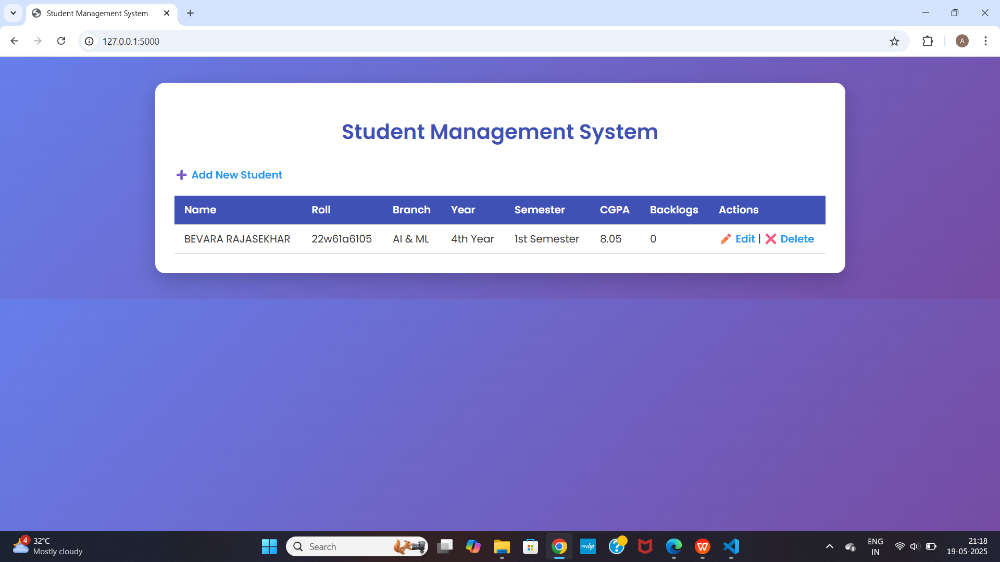 Student Management System
127.0.0.1:5000
A
Student Management System
Add New Student
Name Roll Branch Year Semester CGPA Backlogs Actions
BEVARA RAJASEKHAR 22w61a6105 AI & ML 4th Year 1st Semester 8.05 0 Edit | Delete
4
32°C
Mostly cloudy
Search
myhp
?
W
ENG
IN
21:18
19-05-2025